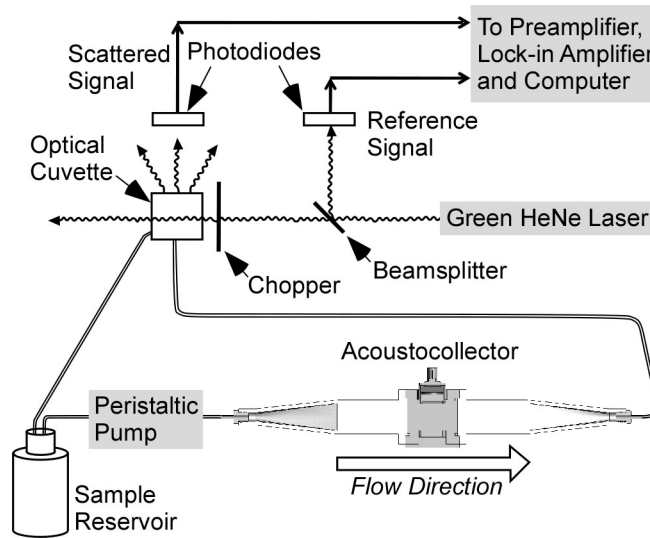 Scattered
Signal
Photodiodes
To Preamplifier,
Lock-in Amplifier
and Computer
Reference
Signal
Optical
Cuvette
Green HeNe Laser
Beamsplitter
Chopper
Acoustocollector
Peristaltic
Pump
Flow Direction
Sample
Reservoir